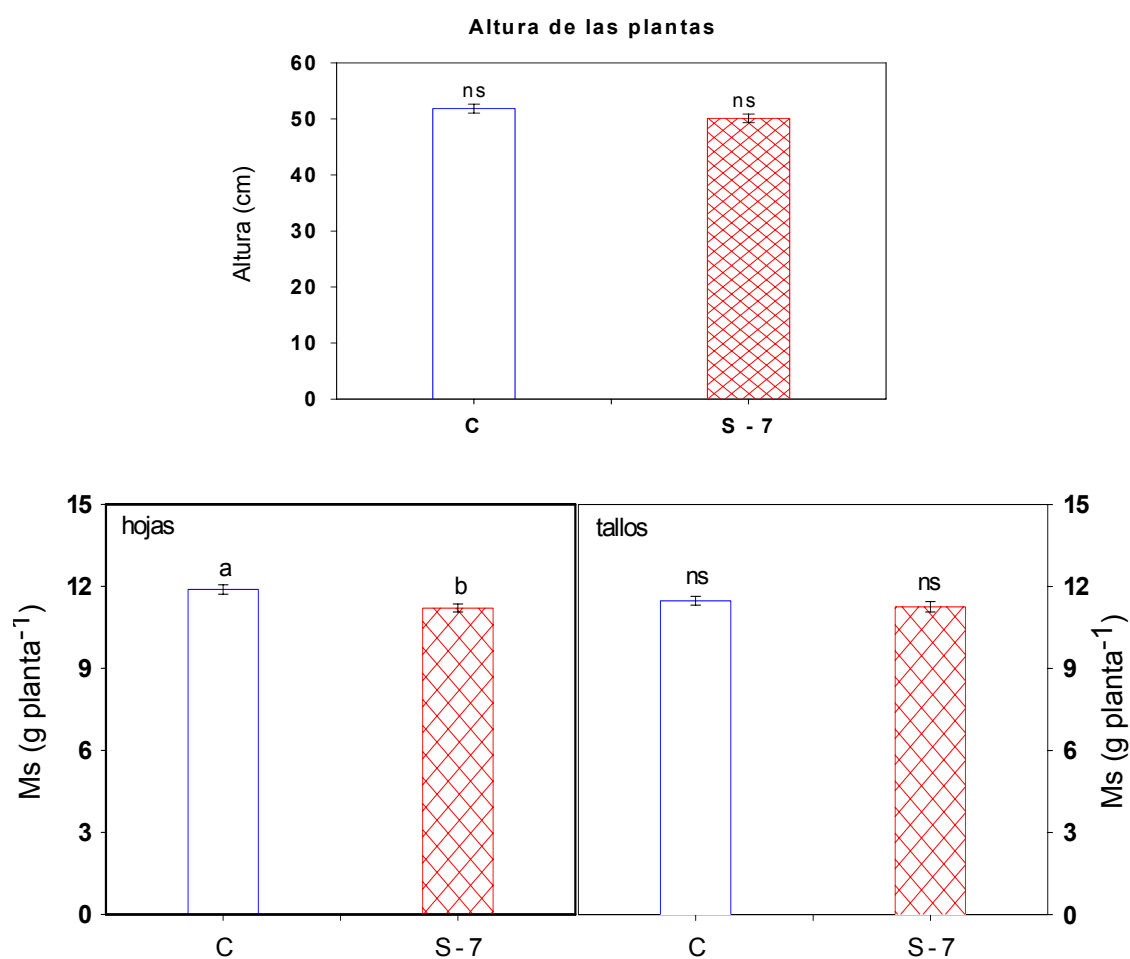 Altura de las plantas
60
50
40
30
20
10
0
Altura (cm)
ns
ns
C
S - 7
15
12
9
6
3
0
Ms (g planta⁻¹)
hojas
a
b
C
S - 7
tallos
ns
ns
C
S - 7
15
12
9
6
3
0
Ms (g planta⁻¹)